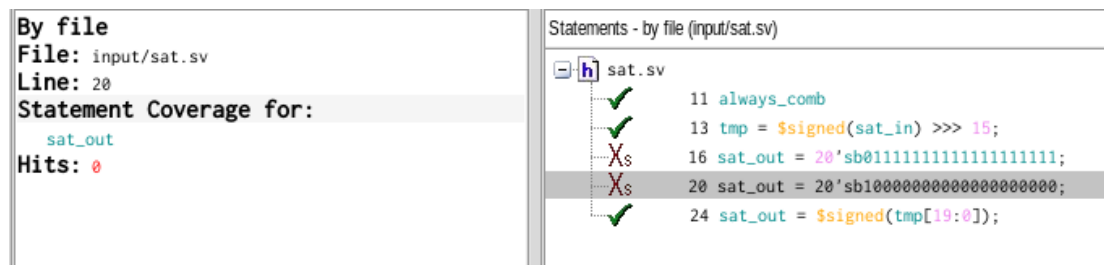 By file
File: input/sat.sv
Line: 20
Statement Coverage for:
sat_out
Hits: 0
Statements - by file (input/sat.sv)
h sat.sv
11 always_comb
13 tmp = $signed(sat_in) >>> 15;
Xs 16 sat_out = 20'sb01111111111111111111;
Xs 20 sat_out = 20'sb10000000000000000000;
24 sat_out = $signed(tmp[19:0]);